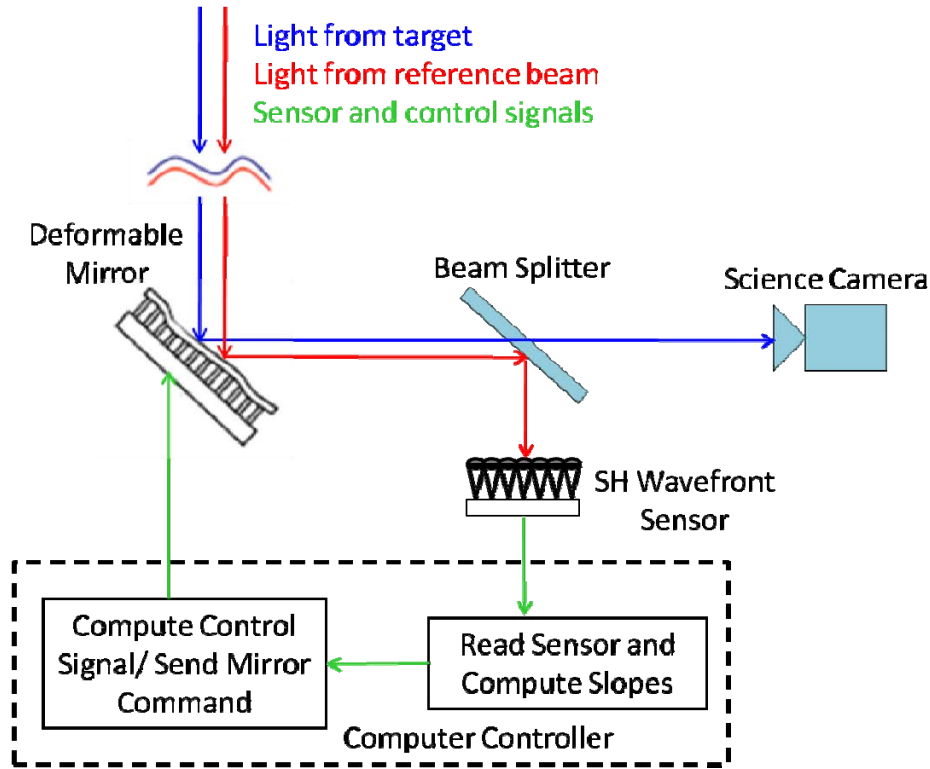 Light from target
Light from reference beam
Sensor and control signals
Deformable
Mirror
Beam Splitter
Science Camera
SH Wavefront
Sensor
Compute Control
Signal/ Send Mirror
Command
Read Sensor and
Compute Slopes
Computer Controller